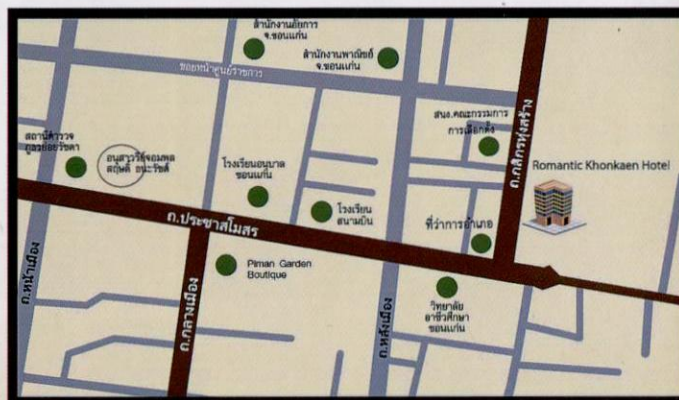 สำนักงานอัยการ
จ.ขอนแก่น
สำนักงานพาณิชย์
จ.ขอนแก่น
ซอยหน้าศูนย์ราชการ
สนง.คณะกรรมการ
การเลือกตั้ง
ถ.กสิกรทุ่งสร้าง
สถานีตำรวจ
ภูธรย่อยรัชดา
อนุสาวรีย์จอมพล
สฤษดิ์ ธนะรัชต์
โรงเรียนอนุบาล
ขอนแก่น
Romantic Khonkaen Hotel
โรงเรียน
สนามบิน
ที่ว่าการอำเภอ
ถ.ประชาสโมสร
Piman Garden
Boutique
ถ.หน้าเมือง
ถ.กลางเมือง
ถ.หลังเมือง
วิทยาลัย
อาชีวศึกษา
ขอนแก่น